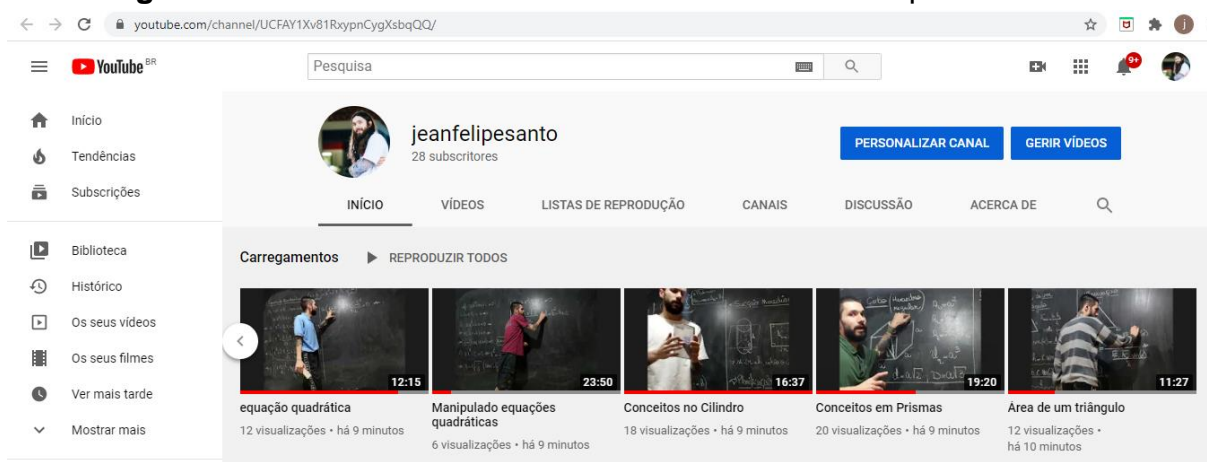 youtube.com/channel/UCFAY1Xv81RxypnCygXsbqQQ/
j
YouTube BR
Pesquisa
9+
Início
Tendências
Subscrições
Biblioteca
Histórico
Os seus vídeos
Os seus filmes
Ver mais tarde
Mostrar mais
jeanfelipesanto
28 subscritores
PERSONALIZAR CANAL
GERIR VÍDEOS
INÍCIO VÍDEOS LISTAS DE REPRODUÇÃO CANAIS DISCUSSÃO ACERCA DE
Carregamentos REPRODUZIR TODOS
12:15
equação quadrática
12 visualizações • há 9 minutos
23:50
Manipulado equações
quadráticas
6 visualizações • há 9 minutos
16:37
Conceitos no Cilindro
18 visualizações • há 9 minutos
19:20
Conceitos em Prismas
20 visualizações • há 9 minutos
11:27
Área de um triângulo
12 visualizações •
há 10 minutos